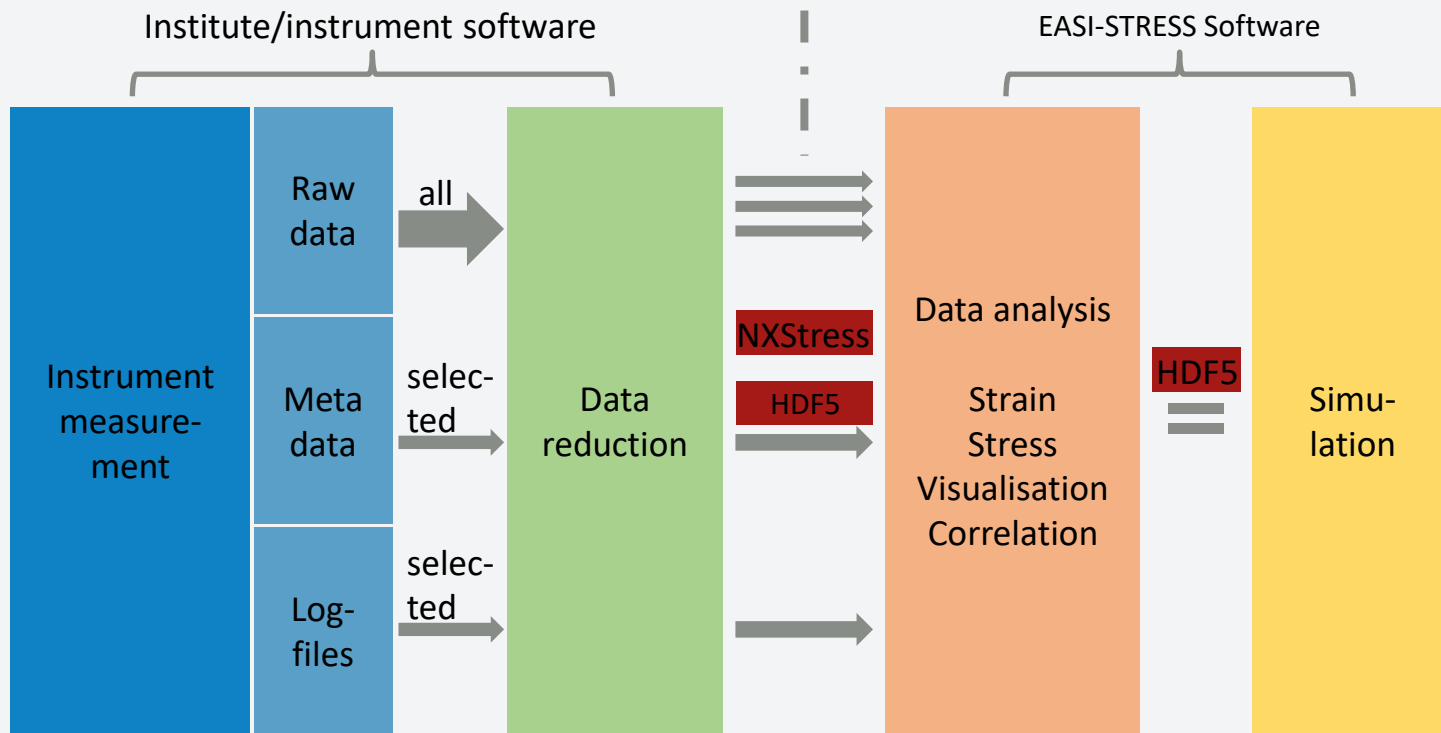 Institute/instrument software
EASI-STRESS Software
Instrument
measure-
ment
Raw
data
Meta
data
Log-
files
all
selec-
ted
selec-
ted
Data
reduction
NXStress
HDF5
Data analysis
Strain
Stress
Visualisation
Correlation
HDF5
Simu-
lation